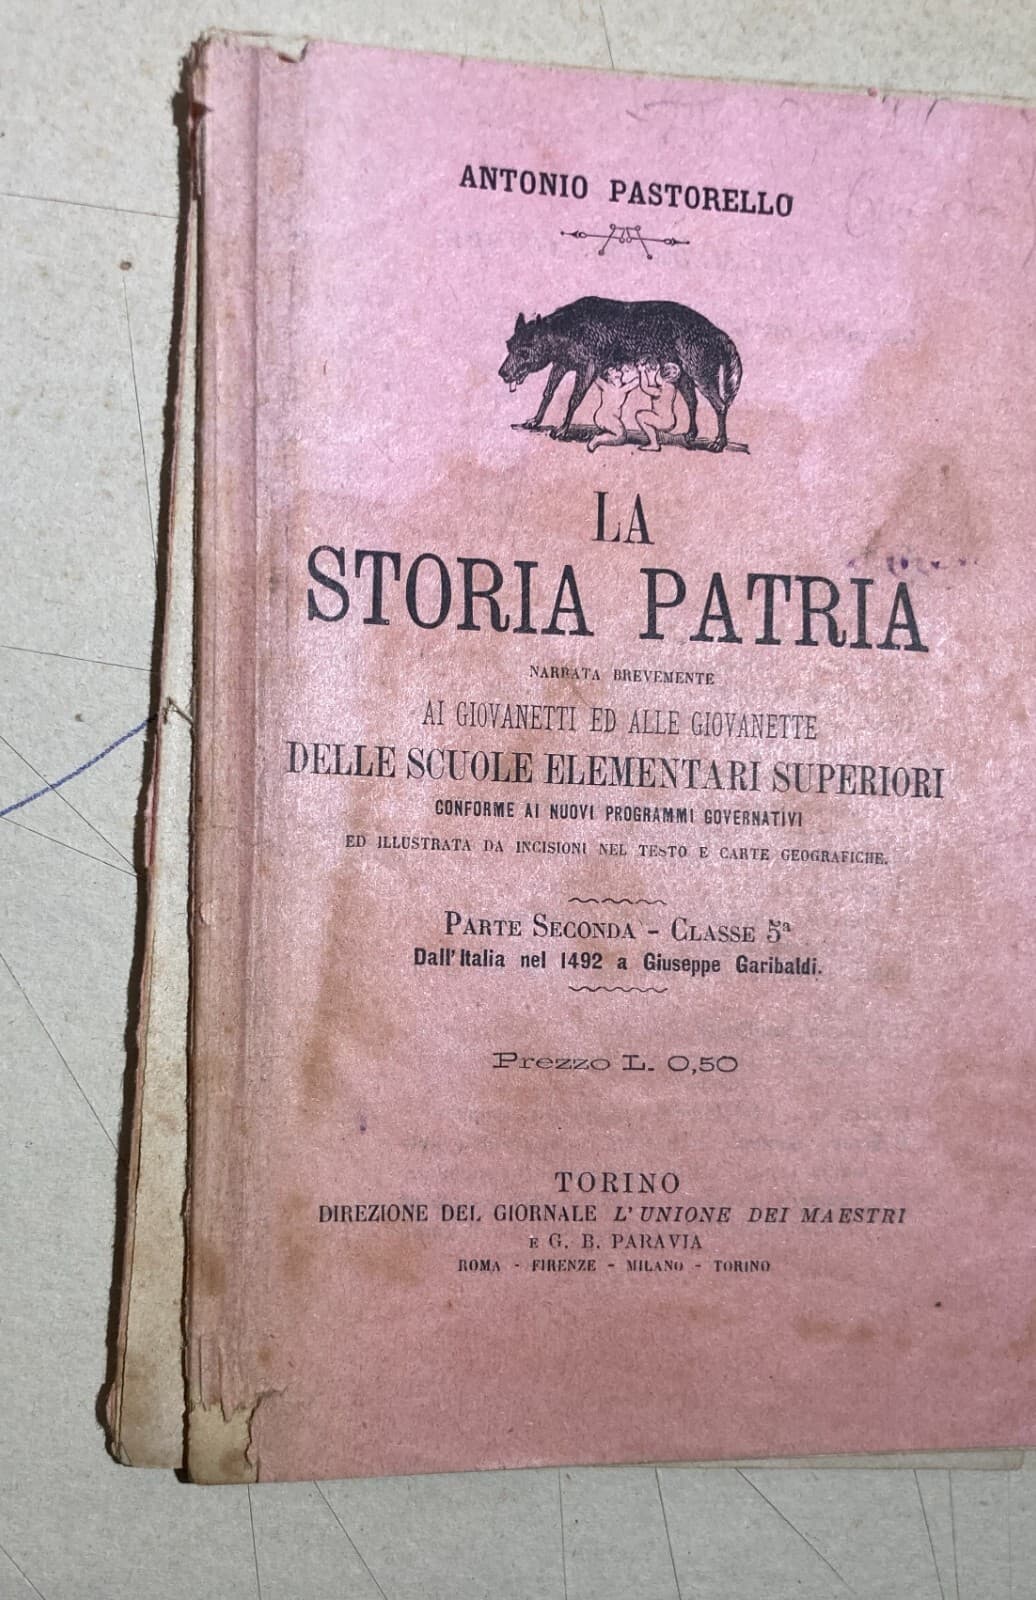 ANTONIO PASTORELLO
LA
STORIA PATRIA
NARRATA BREVEMENTE
AI GIOVANETTI ED ALLE GIOVANETTE
DELLE SCUOLE ELEMENTARI SUPERIORI
CONFORME AI NUOVI PROGRAMMI GOVERNATIVI
ED ILLUSTRATA DA INCISIONI NEL TESTO E CARTE GEOGRAFICHE.
PARTE SECONDA - CLASSE 5ª
Dall'Italia nel 1492 a Giuseppe Garibaldi.
Prezzo L. 0,50
TORINO
DIREZIONE DEL GIORNALE L'UNIONE DEI MAESTRI
E G. B. PARAVIA
ROMA - FIRENZE - MILANO - TORINO